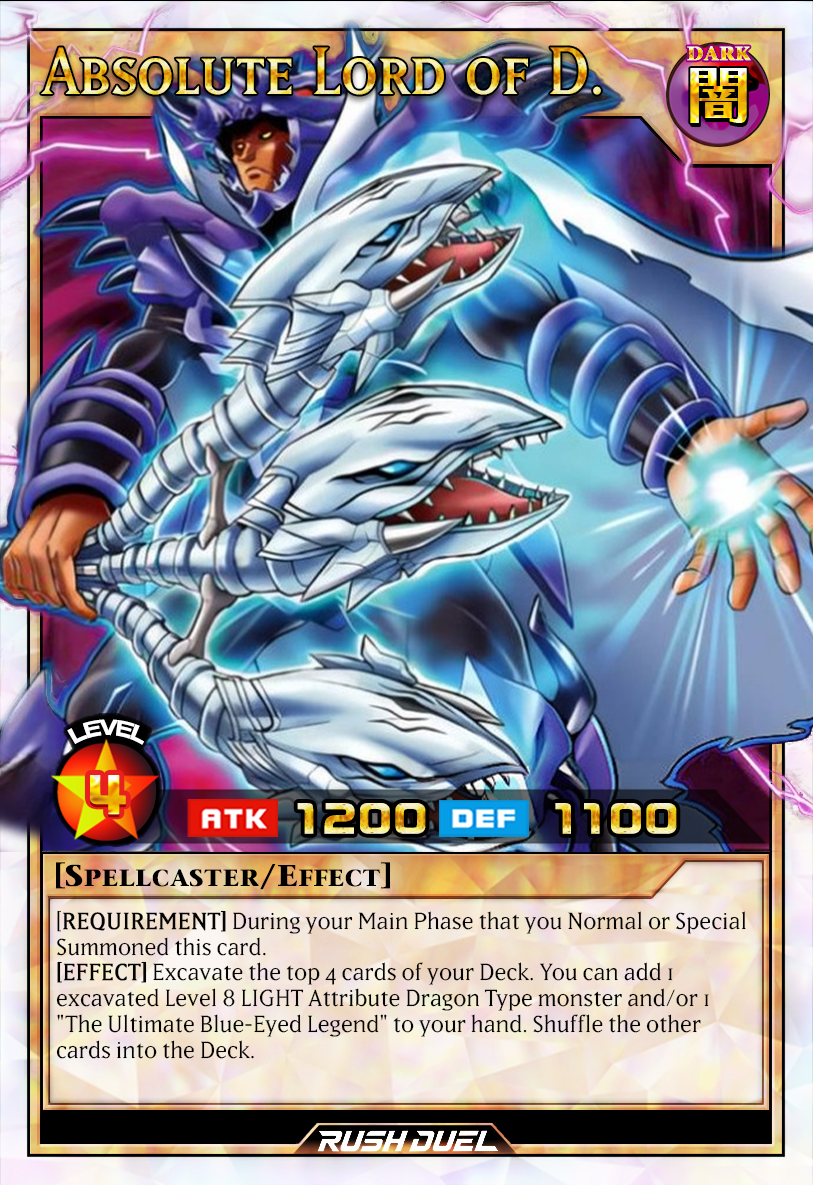 Absolute Lord of D.
DARK
闇
LEVEL
4
ATK 1200 DEF 1100
[Spellcaster/Effect]
[REQUIREMENT] During your Main Phase that you Normal or Special
Summoned this card.
[EFFECT] Excavate the top 4 cards of your Deck. You can add 1
excavated Level 8 LIGHT Attribute Dragon Type monster and/or 1
"The Ultimate Blue-Eyed Legend" to your hand. Shuffle the other
cards into the Deck.
RUSH DUEL